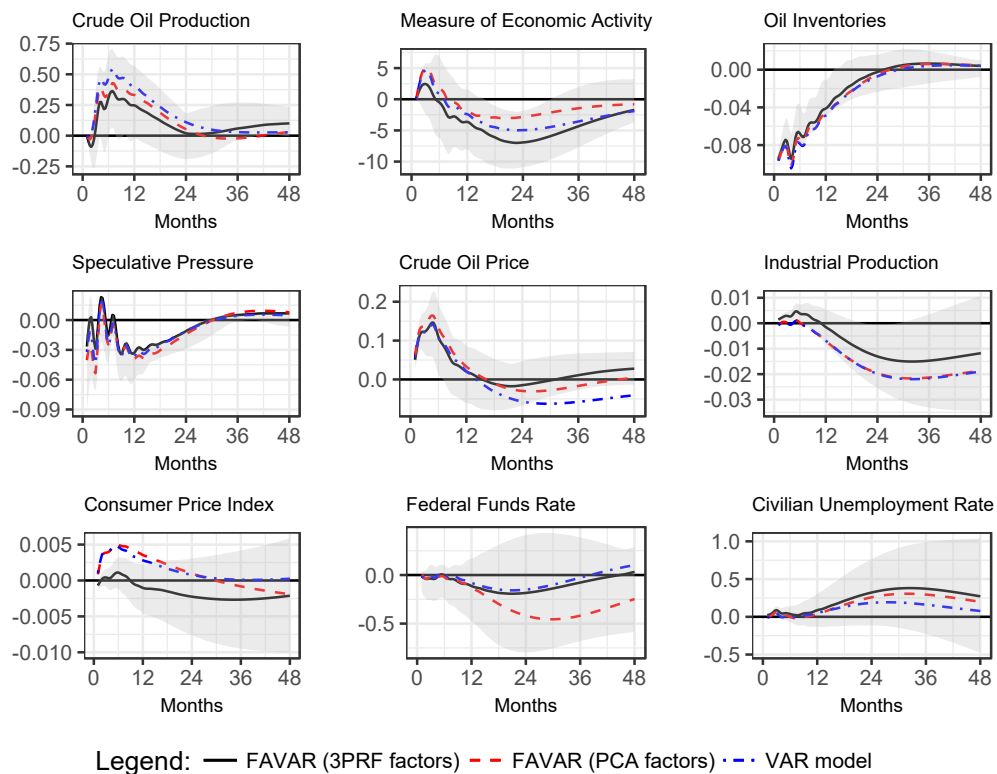 Crude Oil Production
Measure of Economic Activity
Oil Inventories
0.75
0.50
0.25
0.00
-0.25
0 12 24 36 48
Months
5
0
-5
-10
0 12 24 36 48
Months
0.00
-0.04
-0.08
0 12 24 36 48
Months
Speculative Pressure
Crude Oil Price
Industrial Production
0.00
-0.03
-0.06
-0.09
0 12 24 36 48
Months
0.2
0.1
0.0
0 12 24 36 48
Months
0.01
0.00
-0.01
-0.02
-0.03
0 12 24 36 48
Months
Consumer Price Index
Federal Funds Rate
Civilian Unemployment Rate
0.005
0.000
-0.005
-0.010
0 12 24 36 48
Months
0.0
-0.5
0 12 24 36 48
Months
1.0
0.5
0.0
-0.5
0 12 24 36 48
Months
Legend: FAVAR (3PRF factors) FAVAR (PCA factors) VAR model